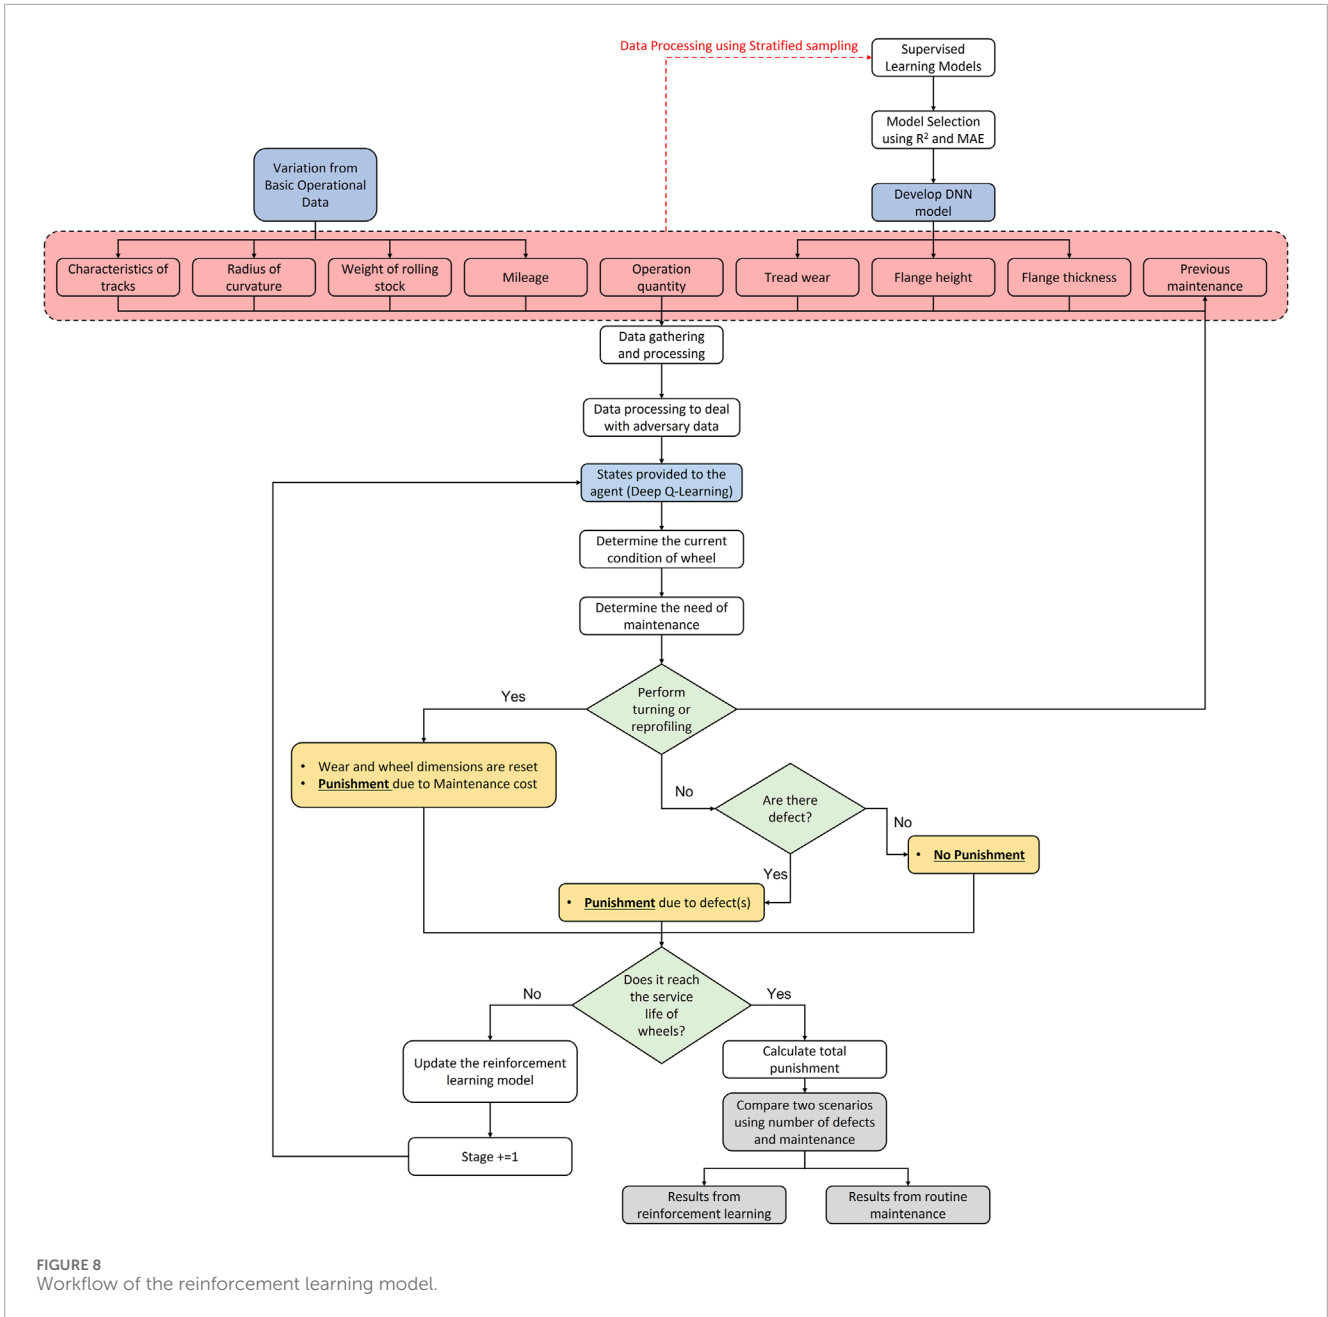 Data Processing using Stratified sampling
Supervised
Learning Models
Model Selection
using R² and MAE
Variation from
Basic Operational
Data
Develop DNN
model
Characteristics of
tracks
Radius of
curvature
Weight of rolling
stock
Mileage
Operation
quantity
Tread wear
Flange height
Flange thickness
Previous
maintenance
Data gathering
and processing
Data processing to deal
with adversary data
States provided to the
agent (Deep Q-Learning)
Determine the current
condition of wheel
Determine the need of
maintenance
Perform
turning or
reprofiling
Yes
• Wear and wheel dimensions are reset
• Punishment due to Maintenance cost
No
Are there
defect?
No
• No Punishment
Yes
• Punishment due to defect(s)
Does it reach
the service
life of
wheels?
No
Yes
Update the reinforcement
learning model
Stage +=1
Calculate total
punishment
Compare two scenarios
using number of defects
and maintenance
Results from
reinforcement learning
Results from routine
maintenance
FIGURE 8
Workflow of the reinforcement learning model.